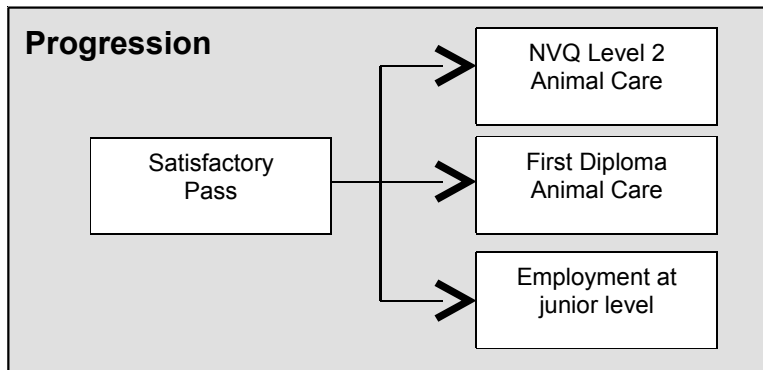 Progression
Satisfactory
Pass
NVQ Level 2
Animal Care
First Diploma
Animal Care
Employment at
junior level